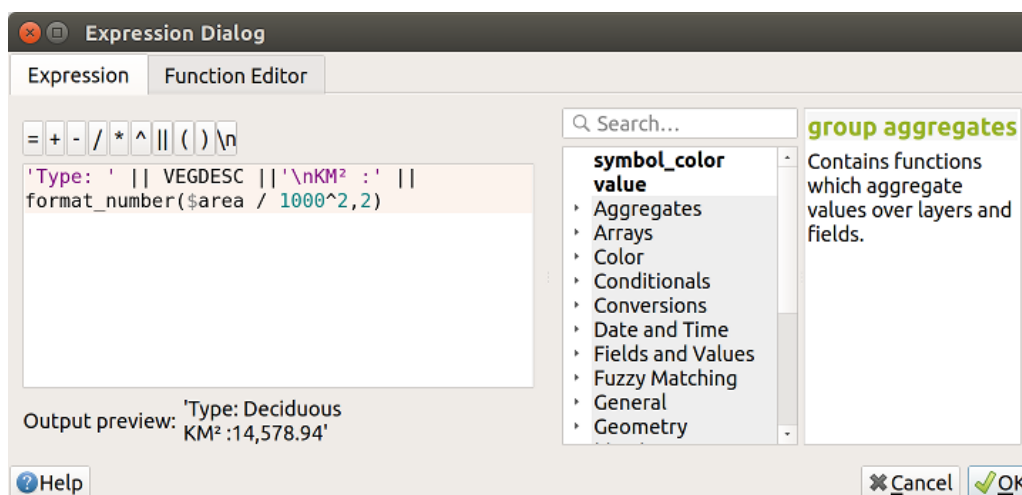 Expression Dialog
Expression
Function Editor
= + - / * ^ || ( ) \n
'Type: ' || VEGDESC ||'\nKM² :' ||
format_number($area / 1000^2,2)
Output preview: 'Type: Deciduous
KM² :14,578.94'
Search...
symbol_color
value
Aggregates
Arrays
Color
Conditionals
Conversions
Date and Time
Fields and Values
Fuzzy Matching
General
Geometry
group aggregates
Contains functions
which aggregate
values over layers and
fields.
Help
Cancel
OK